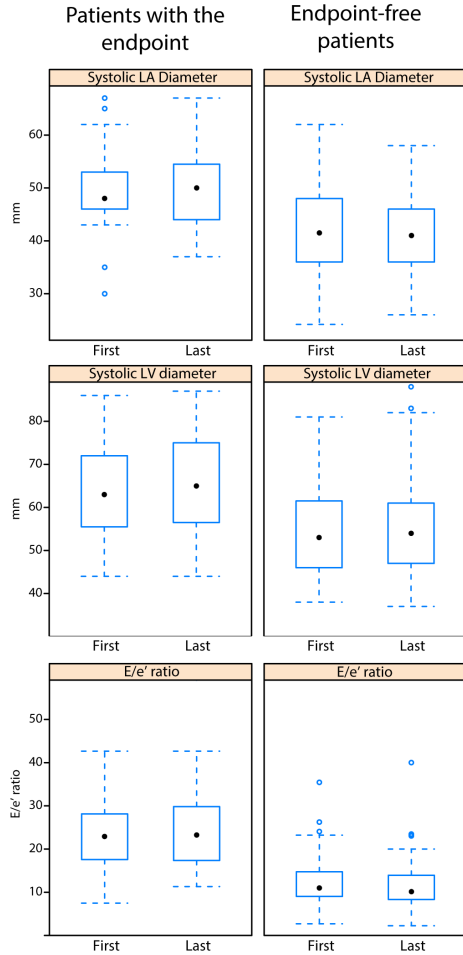 Patients with the
endpoint
Endpoint-free
patients
Systolic LA Diameter
Systolic LA Diameter
mm
60
50
40
30
First
Last
First
Last
Systolic LV diameter
Systolic LV diameter
mm
80
70
60
50
40
First
Last
First
Last
E/e' ratio
E/e' ratio
E/e' ratio
50
40
30
20
10
First
Last
First
Last